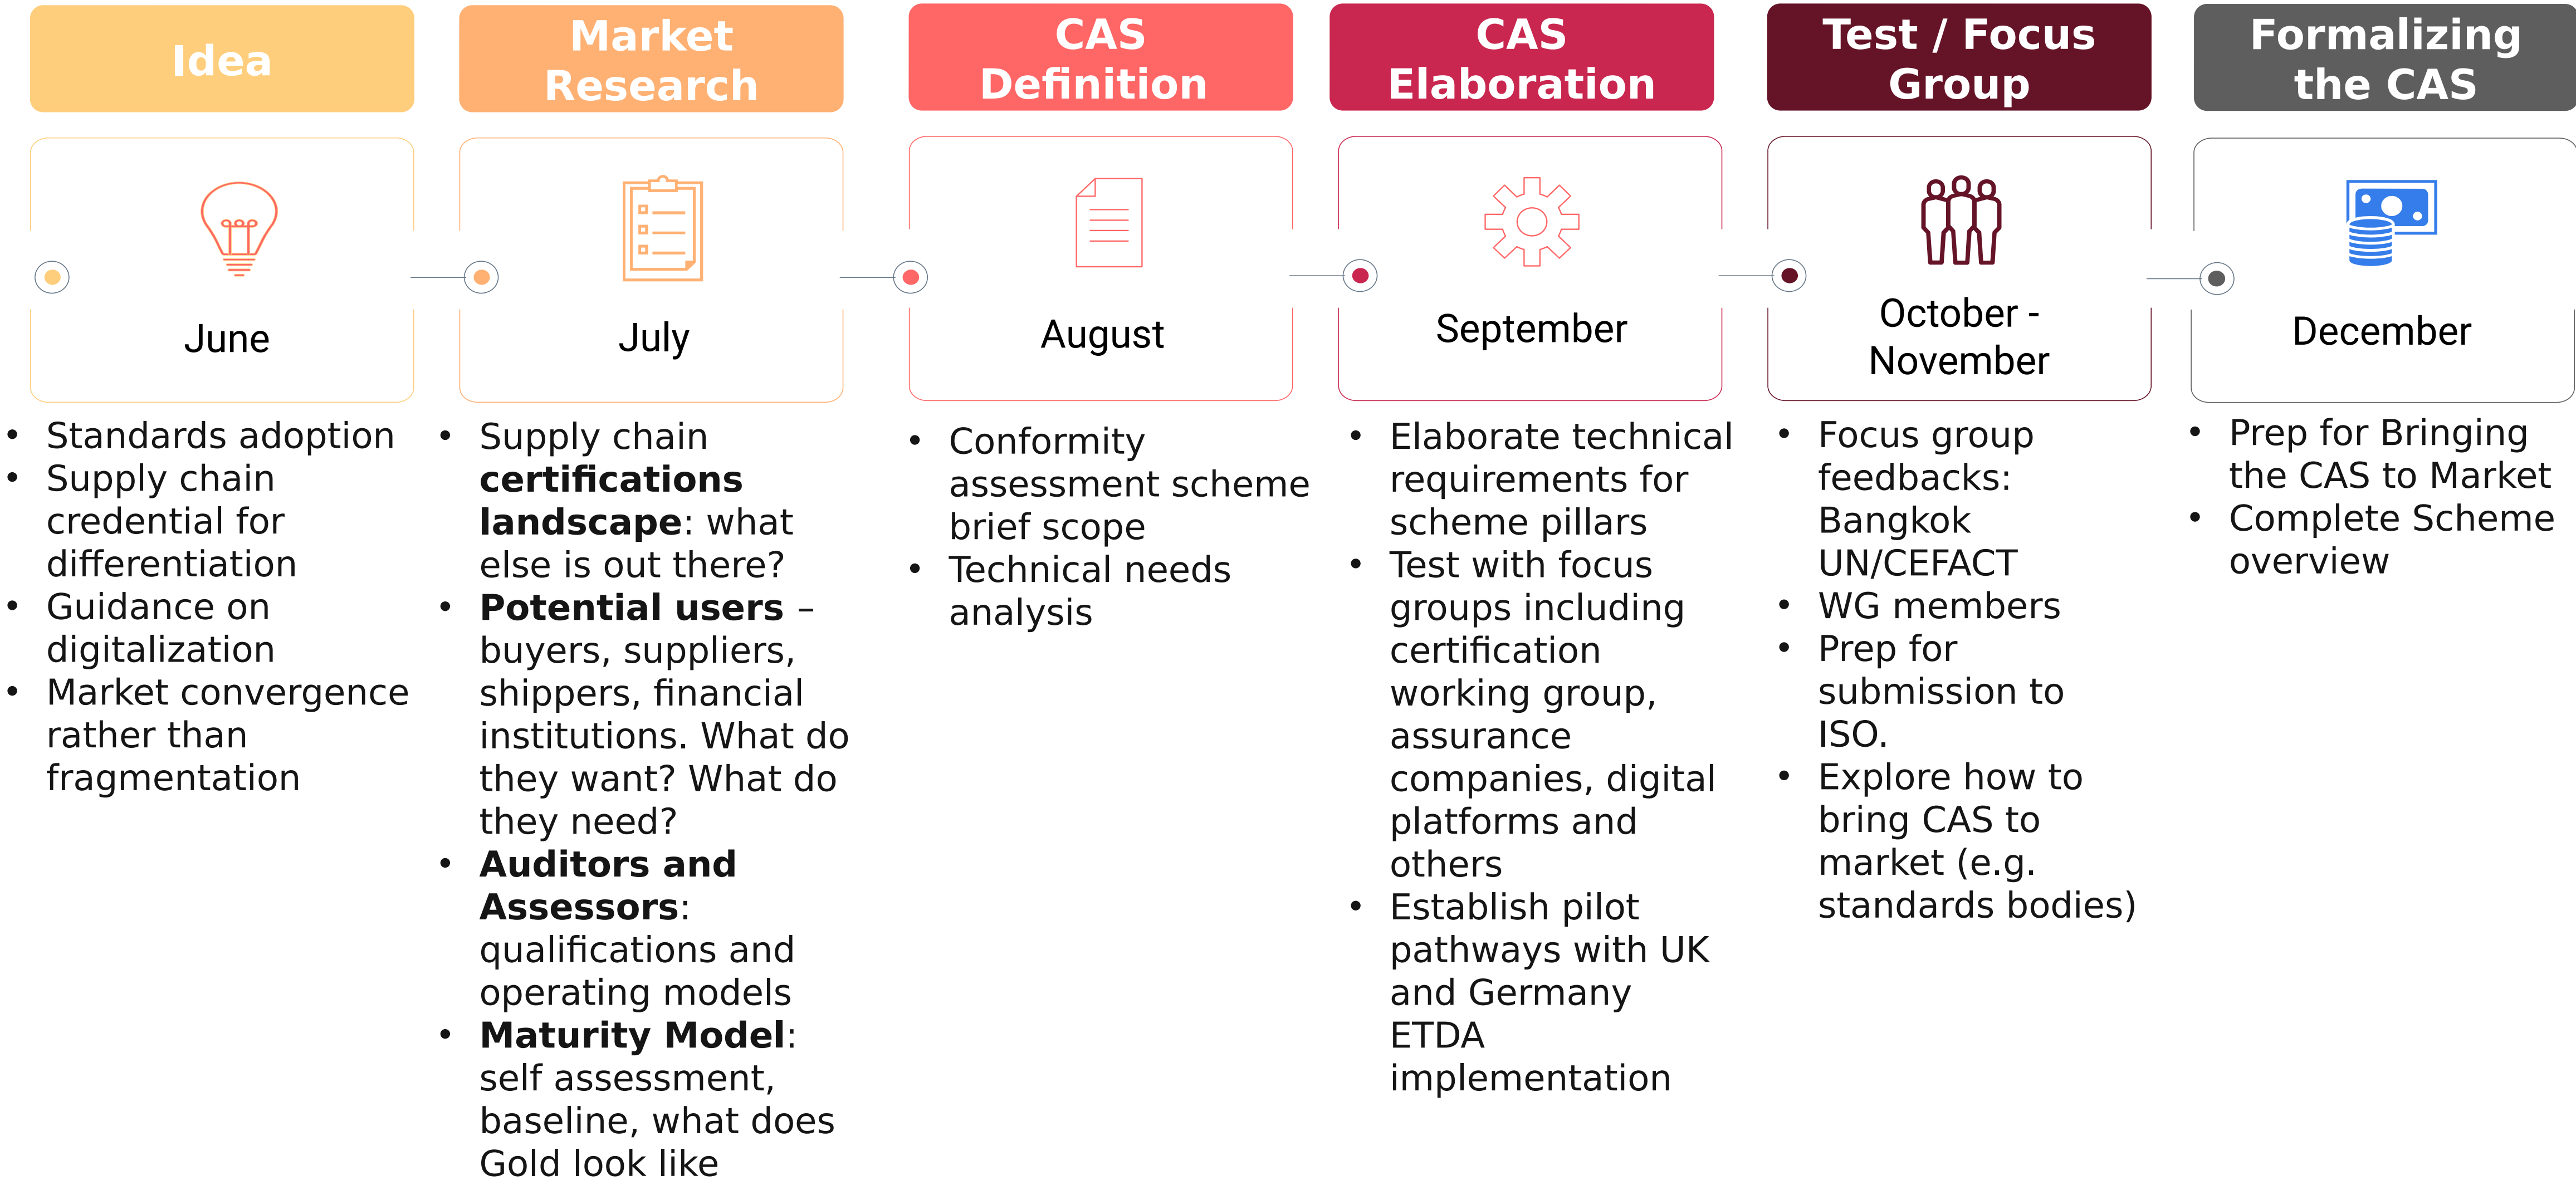 Idea
June
• Standards adoption
• Supply chain
credential for
differentiation
• Guidance on
digitalization
• Market convergence
rather than
fragmentation
Market
Research
July
• Supply chain
certifications
landscape: what
else is out there?
• Potential users –
buyers, suppliers,
shippers, financial
institutions. What do
they want? What do
they need?
• Auditors and
Assessors:
qualifications and
operating models
• Maturity Model:
self assessment,
baseline, what does
Gold look like
CAS
Definition
August
• Conformity
assessment scheme
brief scope
• Technical needs
analysis
CAS
Elaboration
September
• Elaborate technical
requirements for
scheme pillars
• Test with focus
groups including
certification
working group,
assurance
companies, digital
platforms and
others
• Establish pilot
pathways with UK
and Germany
ETDA
implementation
Test / Focus
Group
October -
November
• Focus group
feedbacks:
Bangkok
UN/CEFACT
• WG members
• Prep for
submission to
ISO.
• Explore how to
bring CAS to
market (e.g.
standards bodies)
Formalizing
the CAS
December
• Prep for Bringing
the CAS to Market
• Complete Scheme
overview